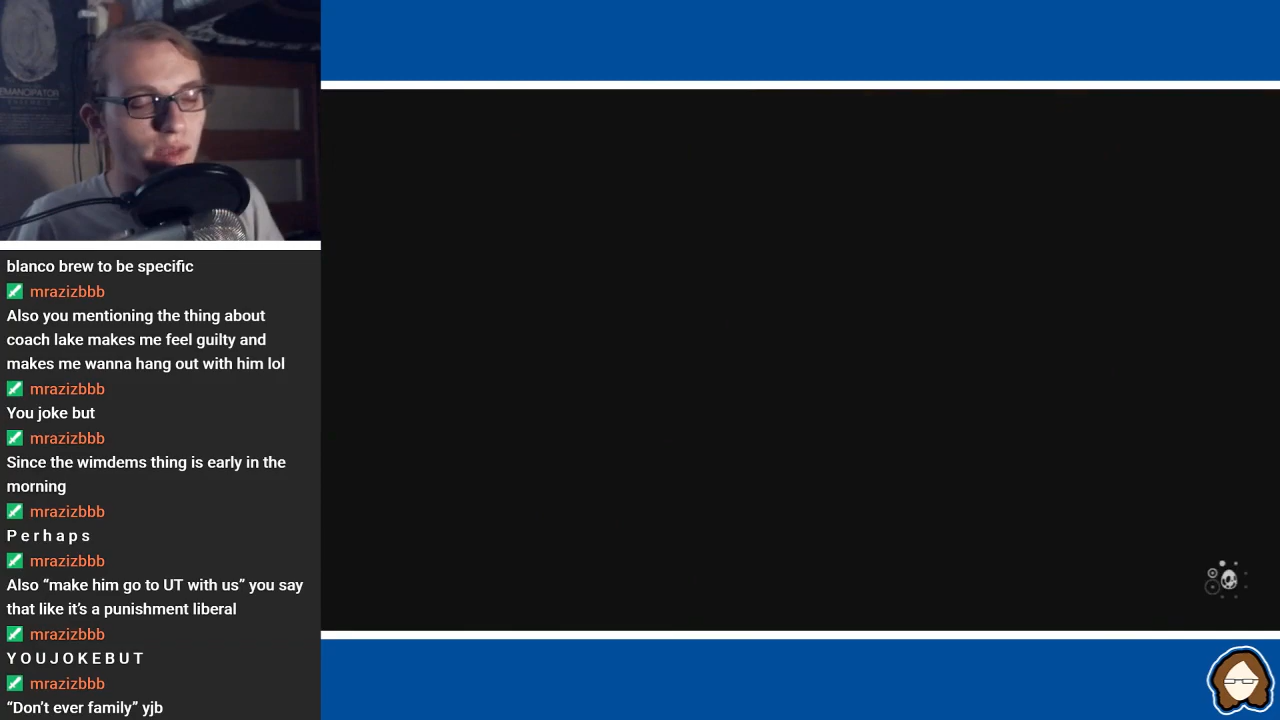 EMANCIPATOR
ENSEMBLE
blanco brew to be specific
mrazizbbb
Also you mentioning the thing about
coach lake makes me feel guilty and
makes me wanna hang out with him lol
mrazizbbb
You joke but
mrazizbbb
Since the wimdems thing is early in the
morning
mrazizbbb
P e r h a p s
mrazizbbb
Also “make him go to UT with us” you say
that like it’s a punishment liberal
mrazizbbb
Y O U J O K E B U T
mrazizbbb
“Don’t ever family” yjb